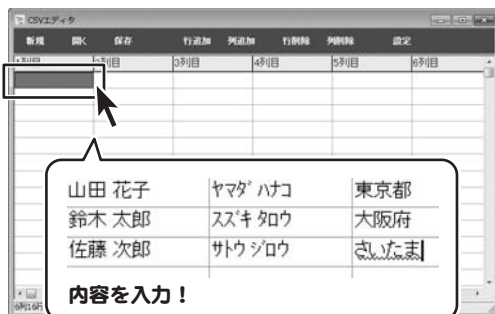 CSVエディタ
新規 開く 保存 行追加 列追加 行削除 列削除 設定
1列目 2列目 3列目 4列目 5列目 6列目
山田 花子 ヤマダ ハナコ 東京都
鈴木 太郎 スズキ タロウ 大阪府
佐藤 次郎 サトウ ジロウ さいたま
内容を入力！